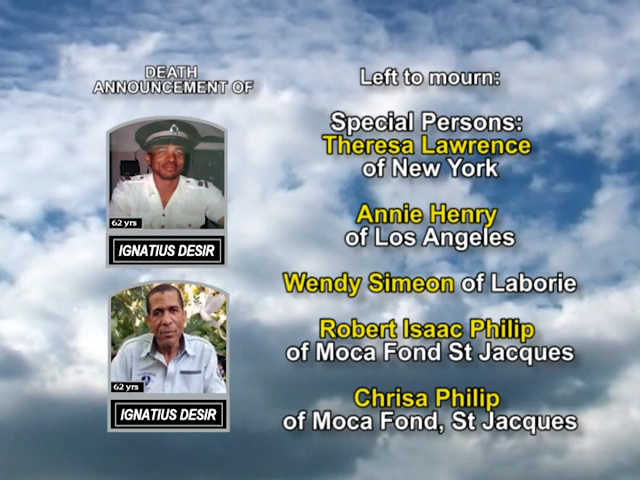 DEATH
ANNOUNCEMENT OF
62 yrs
IGNATIUS DESIR
62 yrs
IGNATIUS DESIR
Left to mourn:
Special Persons:
Theresa Lawrence
of New York
Annie Henry
of Los Angeles
Wendy Simeon of Laborie
Robert Isaac Philip
of Moca Fond St Jacques
Chrisa Philip
of Moca Fond, St Jacques